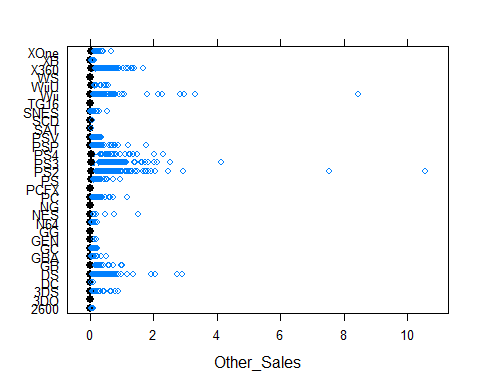 XOne
XB
X360
WS
WiiU
Wii
TG16
SNES
SCD
SAT
PSV
PSP
PS4
PS3
PS2
PS
PCFX
PC
NG
NES
N64
GG
GEN
GC
GBA
GB
DS
DC
3DS
3DO
2600
0 2 4 6 8 10
Other_Sales